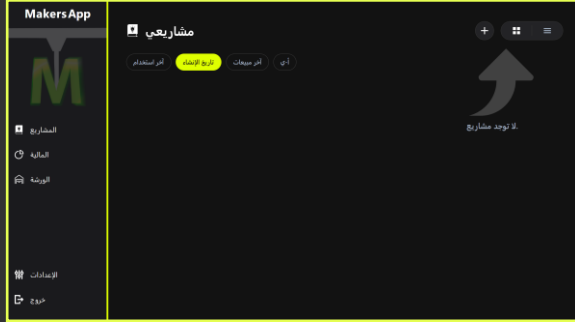 MakersApp
المشاريع
المالية
الورشة
الإعدادات
خروج
مشاريعي
آخر استخدام
تاريخ الإنشاء
آخر مبيعات
أ-ي
لا توجد مشاريع.